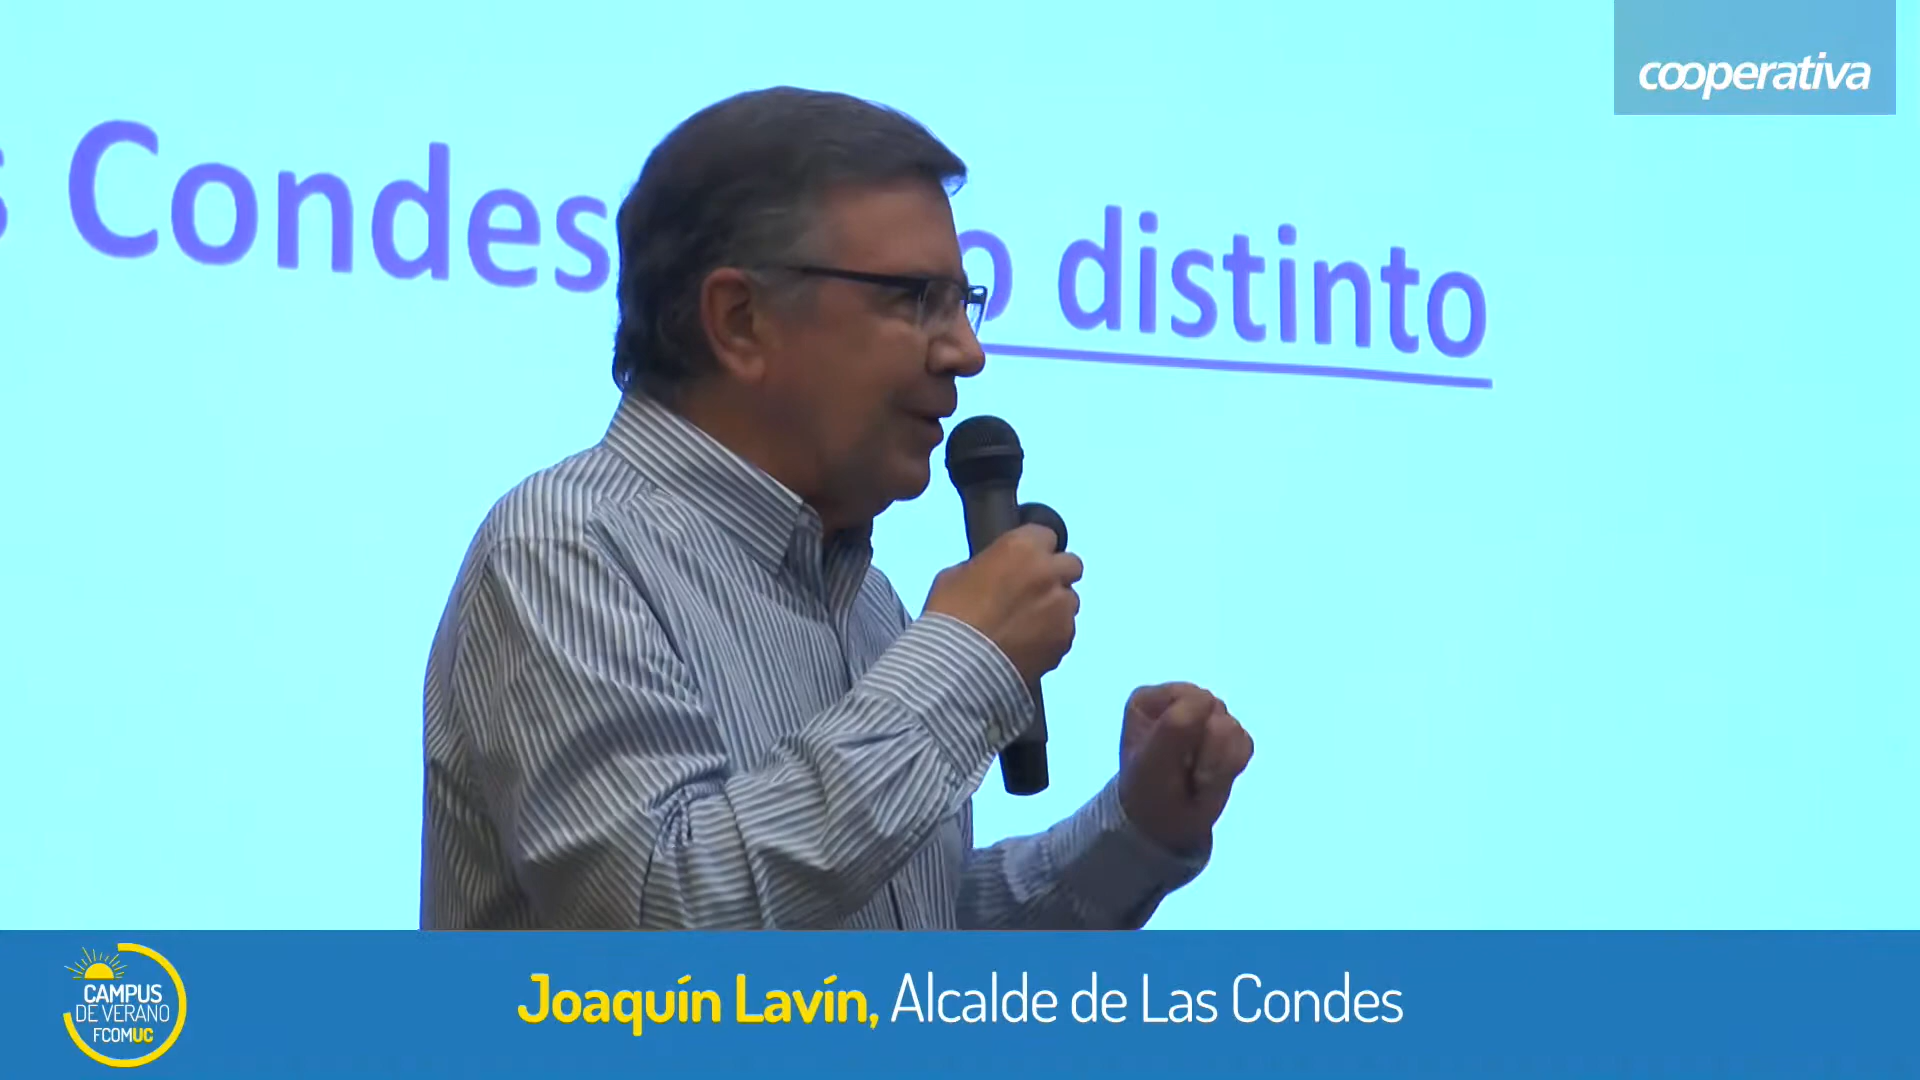 cooperativa
Condes
distinto
CAMPUS
DE VERANO
FCOMUC
Joaquín Lavín, Alcalde de Las Condes